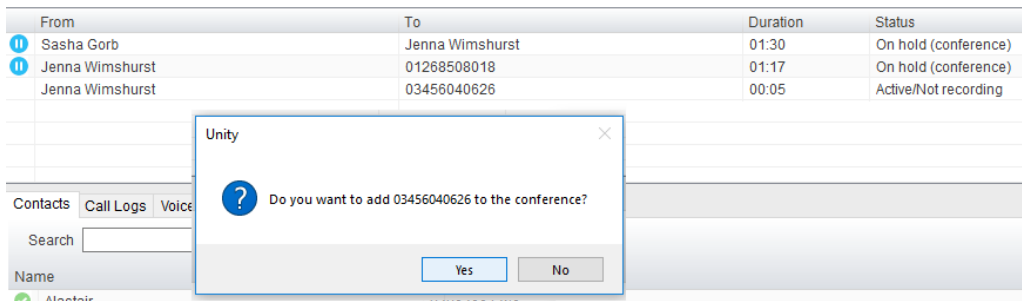 From To Duration Status
Sasha Gorb Jenna Wimshurst 01:30 On hold (conference)
Jenna Wimshurst 01268508018 01:17 On hold (conference)
Jenna Wimshurst 03456040626 00:05 Active/Not recording
Unity
Do you want to add 03456040626 to the conference?
Contacts Call Logs Voice
Search
Yes No
Name
Alastair